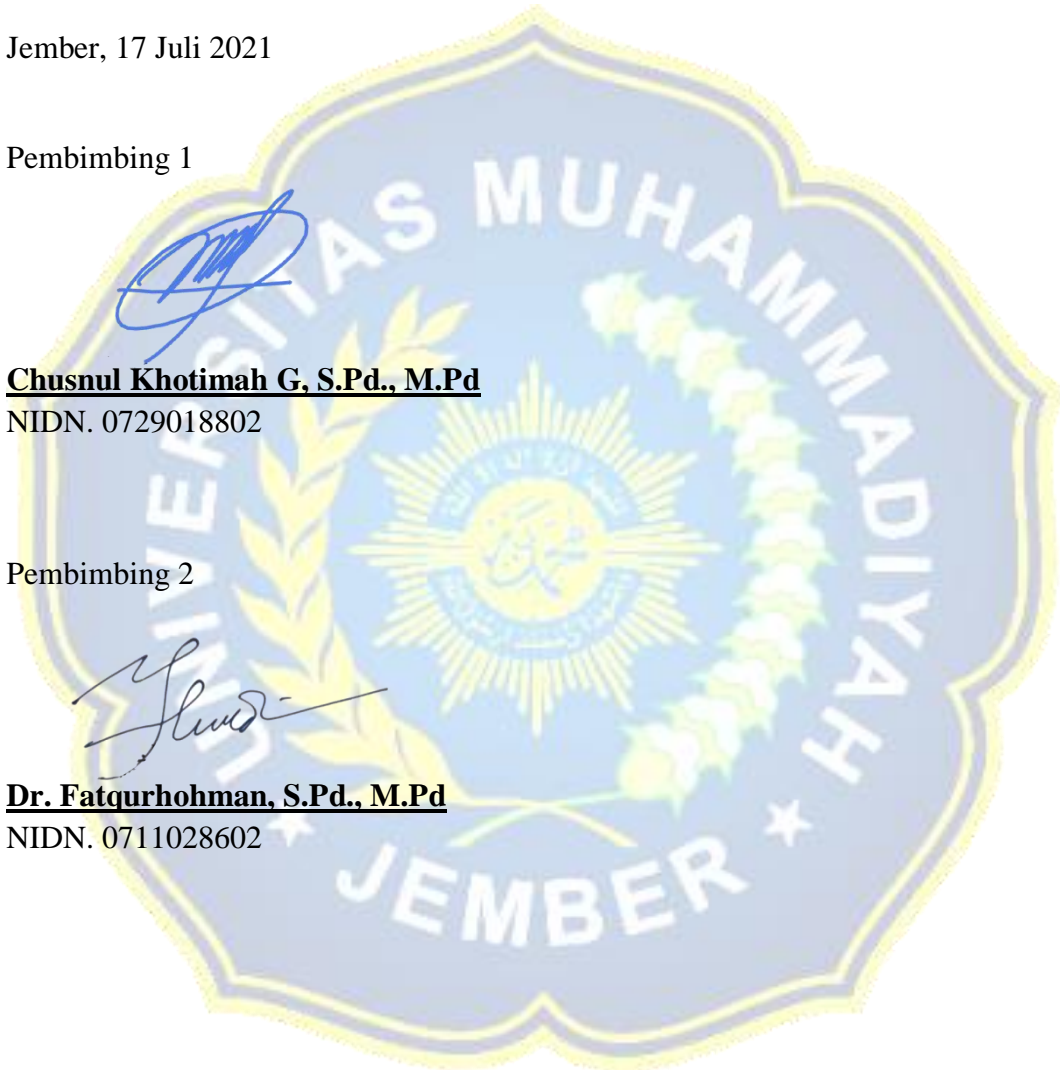 Jember, 17 Juli 2021
Pembimbing 1
Chusnul Khotimah G, S.Pd., M.Pd
NIDN. 0729018802
Pembimbing 2
Dr. Fatqurhohman, S.Pd., M.Pd
NIDN. 0711028602
UNIVERSITAS MUHAMMADIYAH
★ JEMBER ★